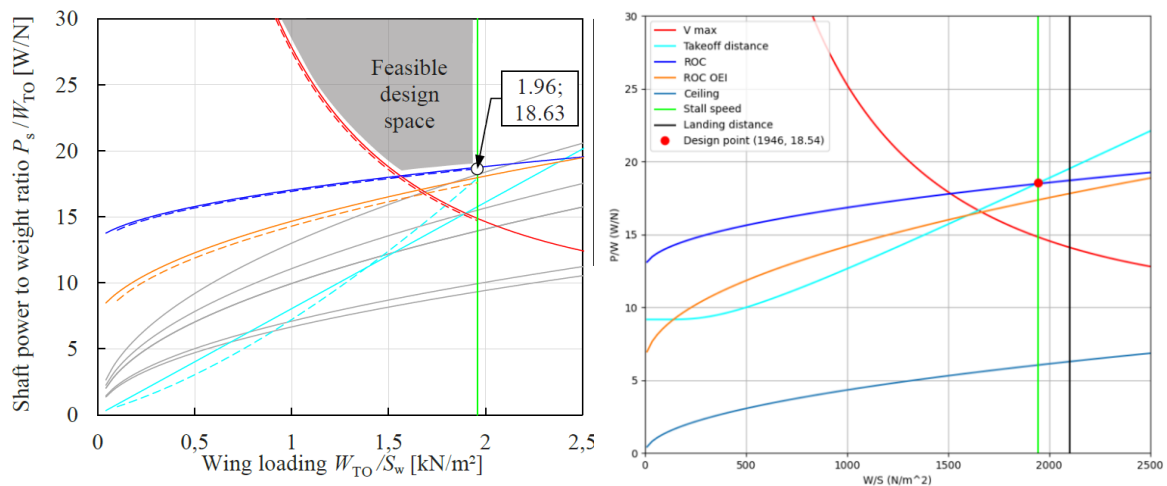 Shaft power to weight ratio Pₛ/W_TO [W/N]
30
25
20
15
10
5
0
Feasible
design
space
1.96;
18.63
0
0,5
1
1,5
2
2,5
Wing loading W_TO/S_w [kN/m²]
P/W (W/N)
30
25
20
15
10
5
0
V max
Takeoff distance
ROC
ROC OEI
Ceiling
Stall speed
Landing distance
Design point (1946, 18.54)
0
500
1000
1500
2000
2500
W/S (N/m^2)